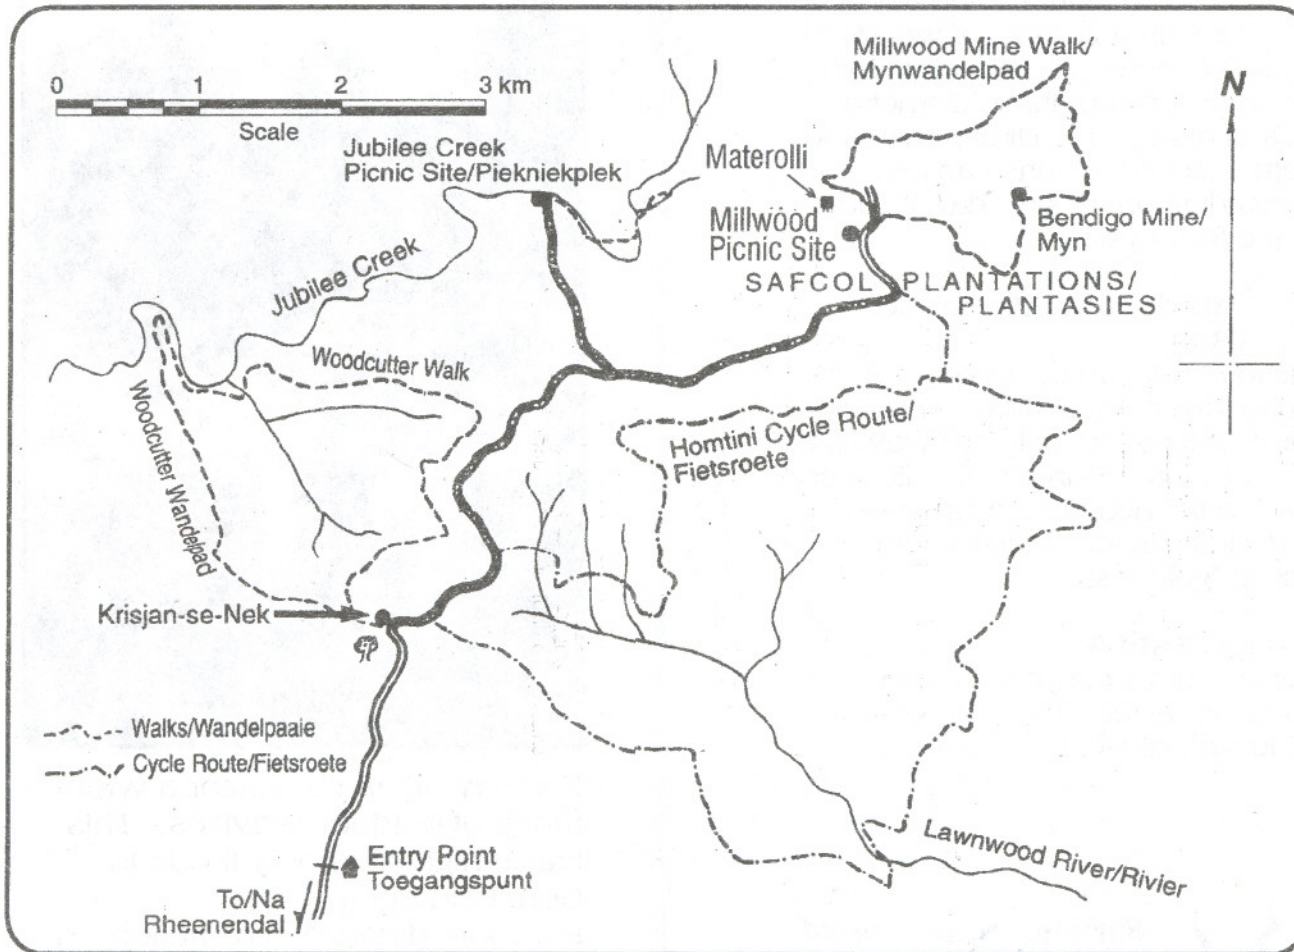 Millwood Mine Walk/
Mynwandelpad
0 1 2 3 km
Scale
N
Jubilee Creek
Picnic Site/Piekniekplek
Materolli
Millwood
Picnic Site
Bendigo Mine/
Myn
SAFCOL PLANTATIONS/
PLANTASIES
Jubilee Creek
Woodcutter Walk
Woodcutter Wandelpad
Homtini Cycle Route/
Fietsroete
Krisjan-se-Nek
Walks/Wandelpaaie
Cycle Route/Fietsroete
Entry Point
Toegangspunt
To/Na
Rheenendal
Lawnwood River/Rivier